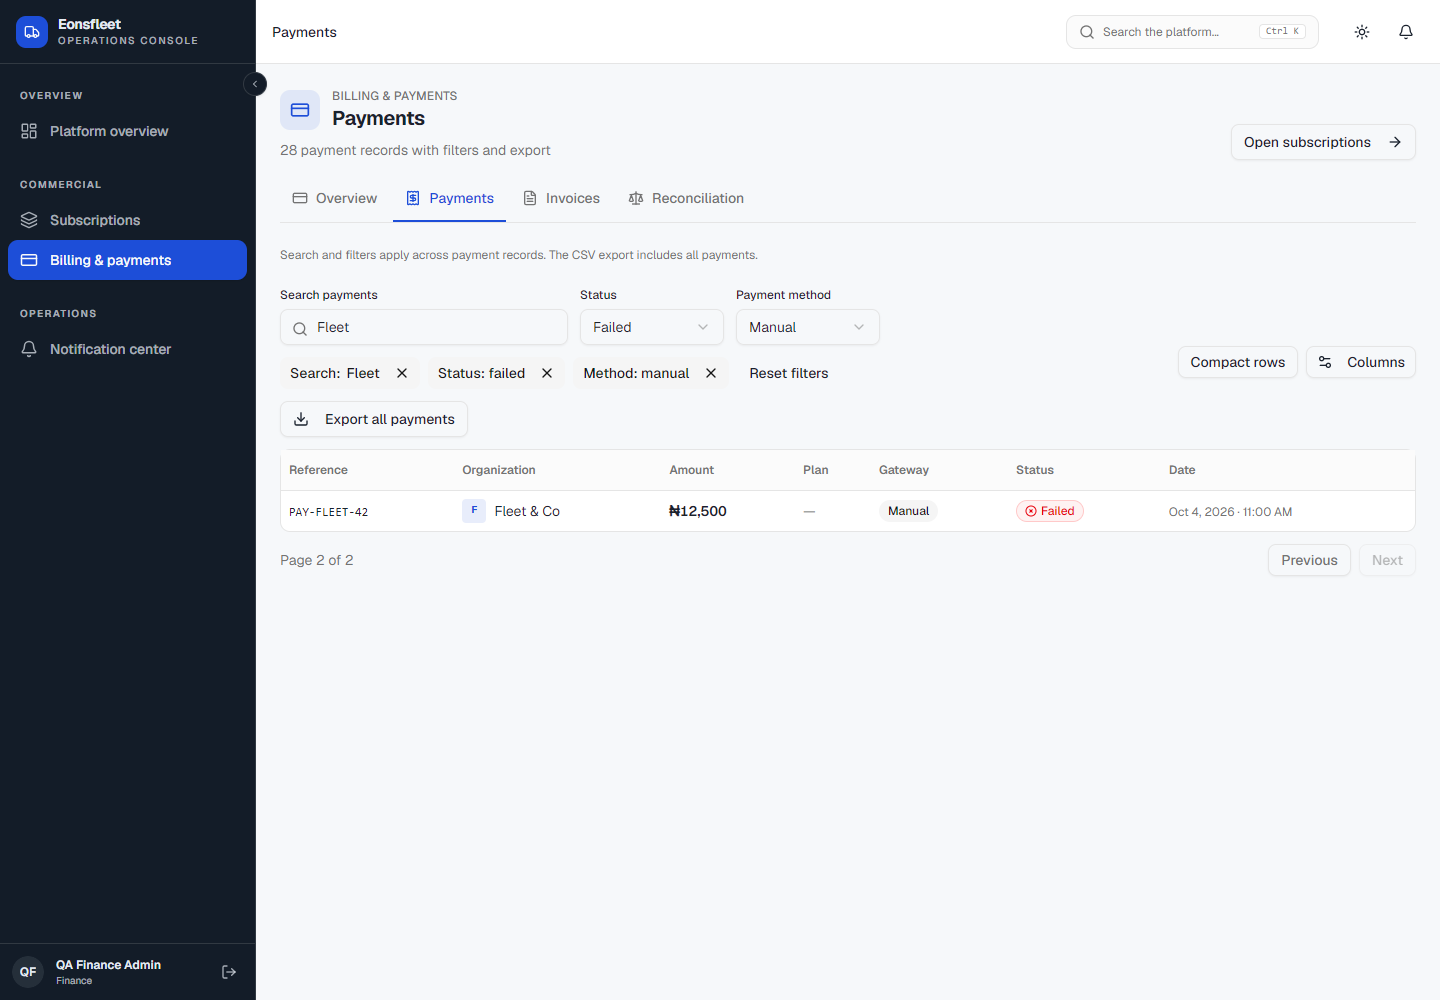 Eonsfleet
OPERATIONS CONSOLE
Payments
Search the platform...
Ctrl K
OVERVIEW
Platform overview
COMMERCIAL
Subscriptions
Billing & payments
OPERATIONS
Notification center
QF
QA Finance Admin
Finance
BILLING & PAYMENTS
Payments
28 payment records with filters and export
Open subscriptions
Overview
Payments
Invoices
Reconciliation
Search and filters apply across payment records. The CSV export includes all payments.
Search payments
Status
Payment method
Fleet
Failed
Manual
Search: Fleet
Status: failed
Method: manual
Reset filters
Compact rows
Columns
Export all payments
Reference Organization Amount Plan Gateway Status Date
PAY-FLEET-42 F Fleet & Co ₦12,500 — Manual Failed Oct 4, 2026 · 11:00 AM
Page 2 of 2
Previous
Next